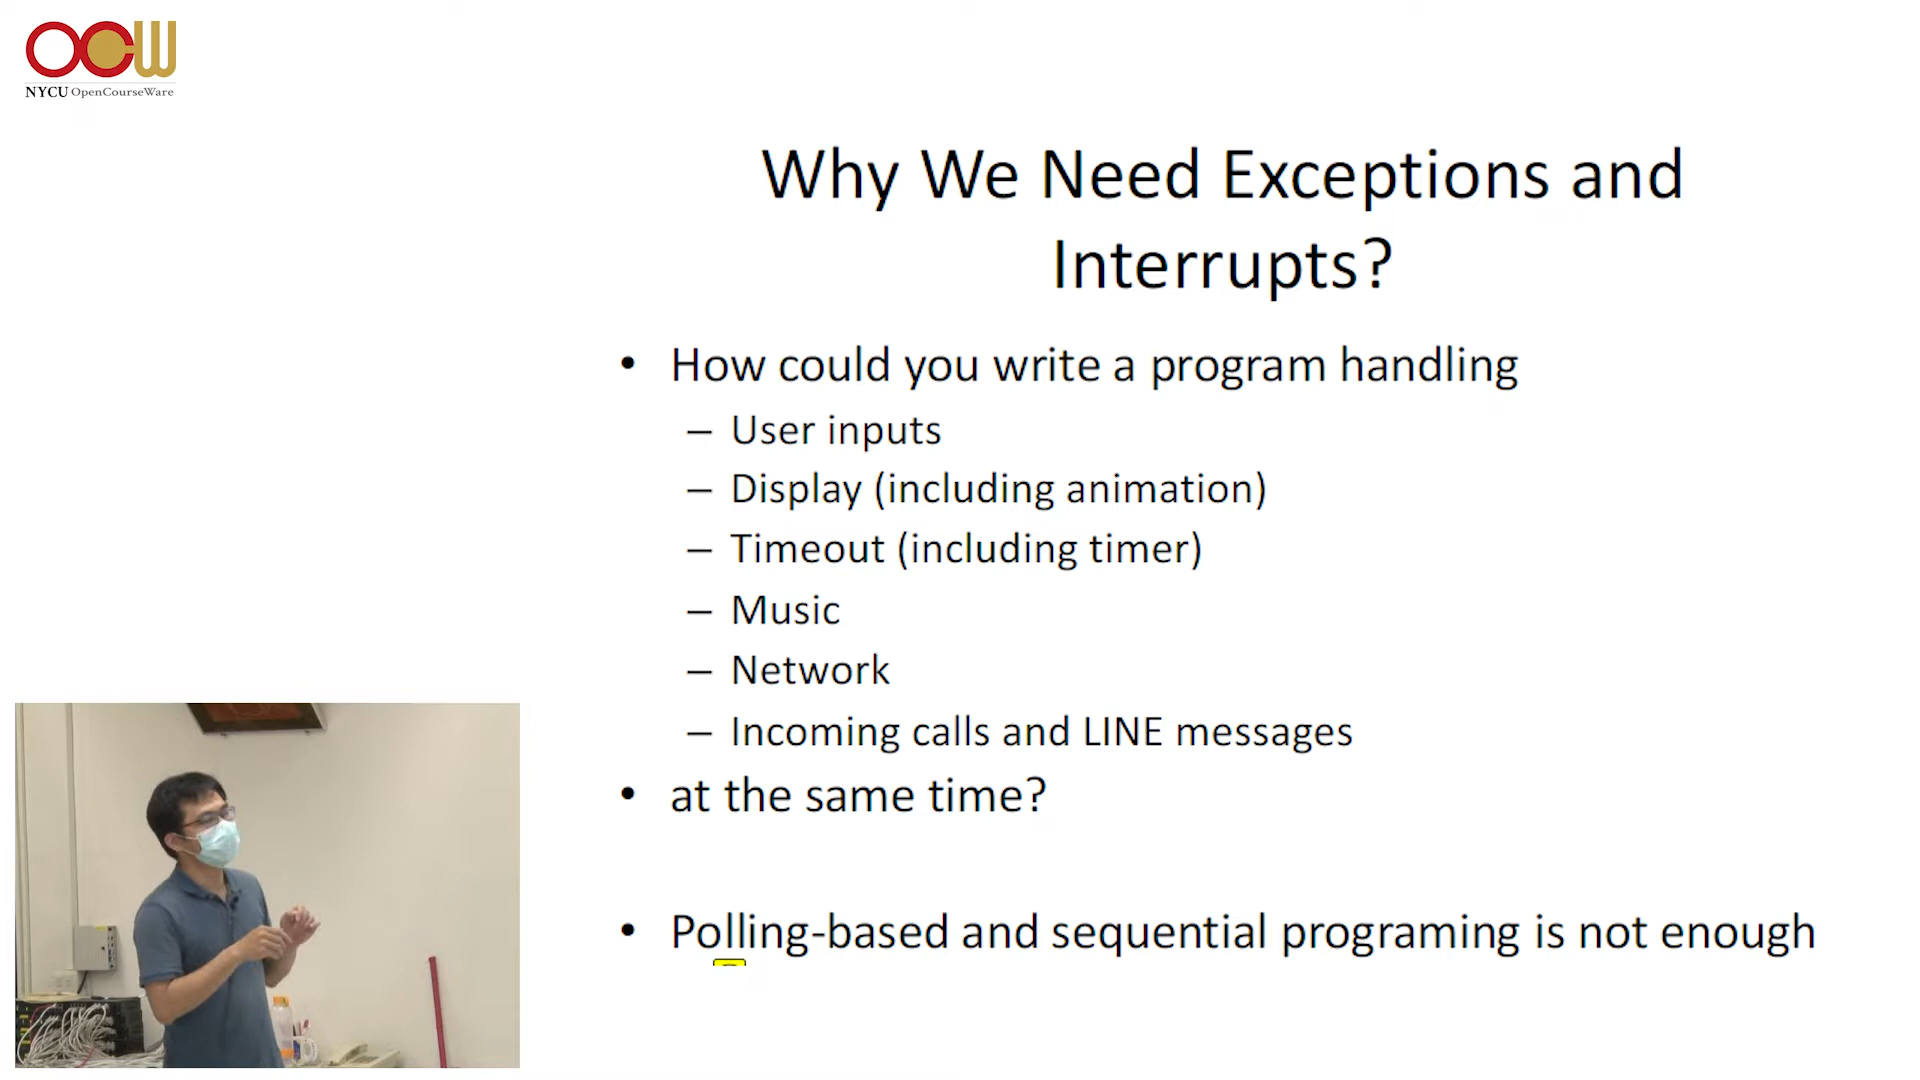 OCW
NYCU OpenCourseWare
Why We Need Exceptions and
Interrupts?
• How could you write a program handling
– User inputs
– Display (including animation)
– Timeout (including timer)
– Music
– Network
– Incoming calls and LINE messages
• at the same time?
• Polling-based and sequential programing is not enough